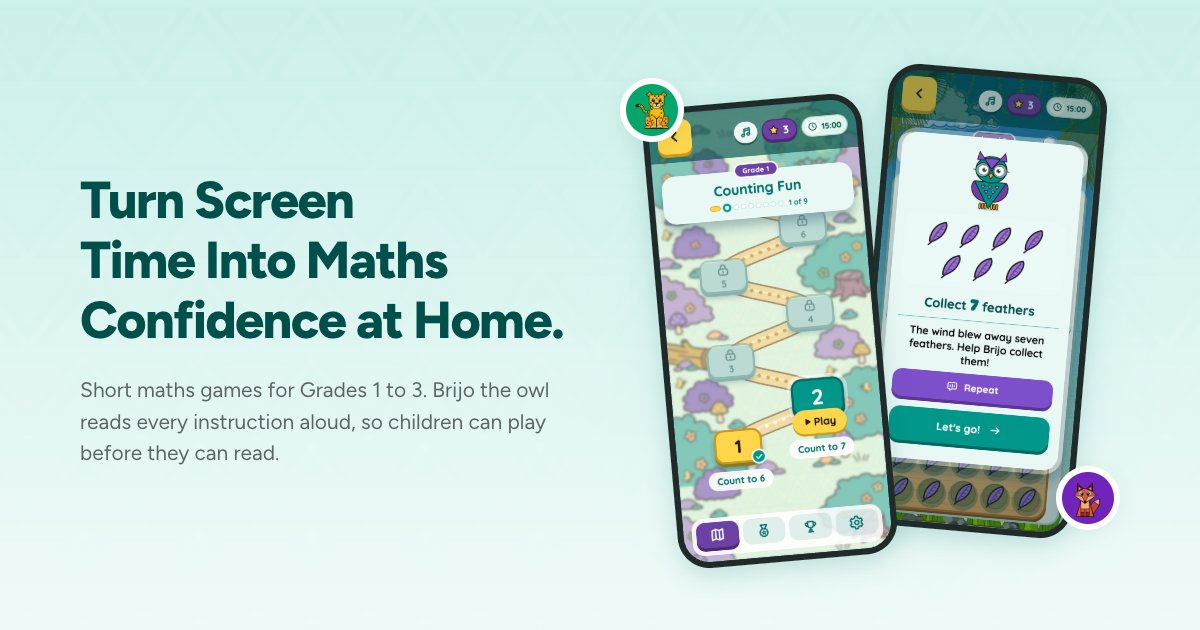 Turn Screen
Time Into Maths
Confidence at Home.
Short maths games for Grades 1 to 3. Brijo the owl
reads every instruction aloud, so children can play
before they can read.
3
15:00
Grade 1
Counting Fun
1 of 9
6
5
4
3
2
Play
Count to 7
1
Count to 6
3
15:00
Collect 7 feathers
The wind blew away seven
feathers. Help Brijo collect
them!
Repeat
Let's go!